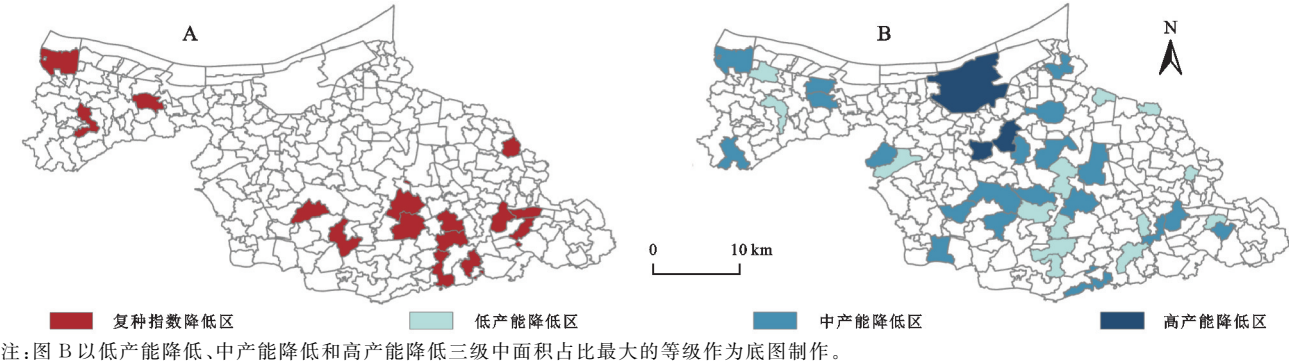 A
B
N
0 10 km
复种指数降低区 低产能降低区 中产能降低区 高产能降低区
注:图 B 以低产能降低、中产能降低和高产能降低三级中面积占比最大的等级作为底图制作。